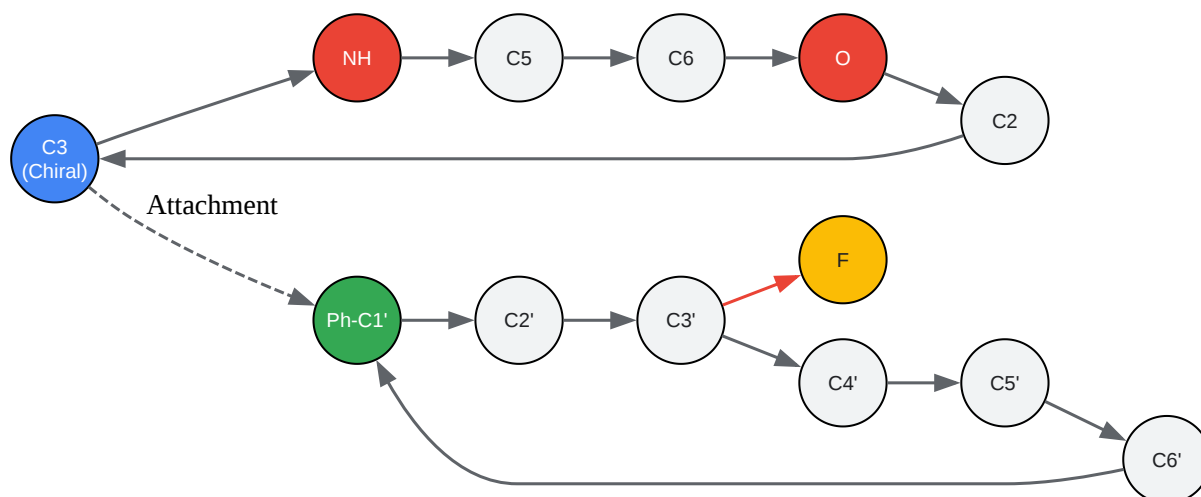 NH
C5
C6
O
C2
C3
(Chiral)
Attachment
F
Ph-C1'
C2'
C3'
C4'
C5'
C6'